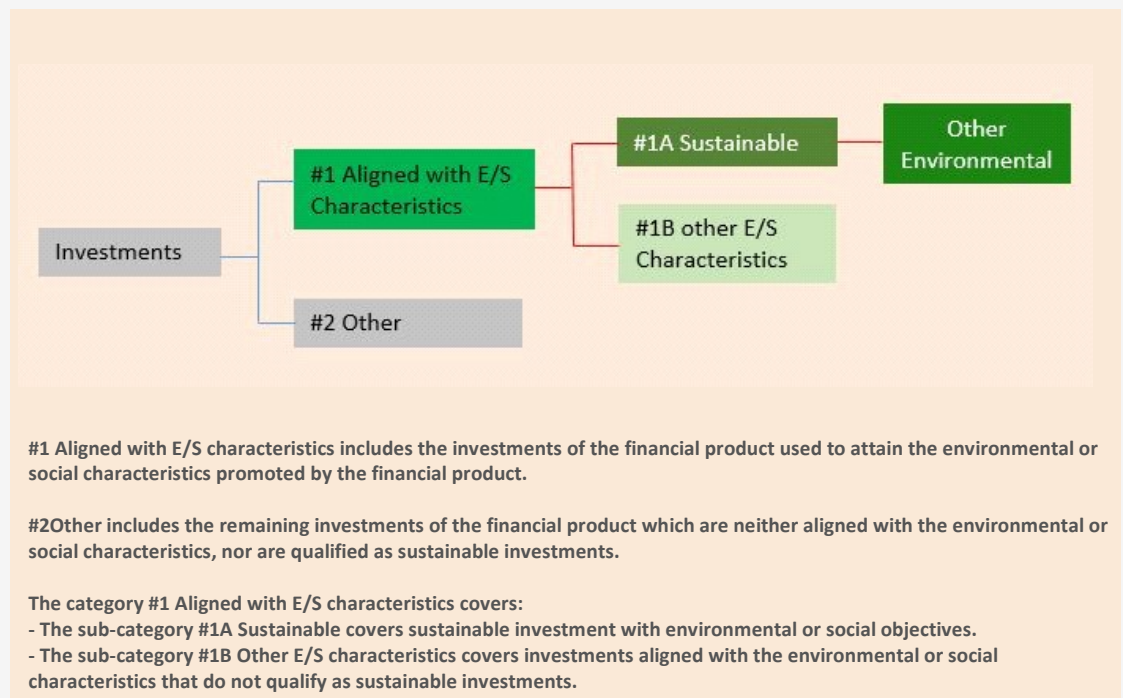 Other
Environmental
#1A Sustainable
#1 Aligned with E/S
Characteristics
#1B other E/S
Characteristics
Investments
#2 Other
#1 Aligned with E/S characteristics includes the investments of the financial product used to attain the environmental or
social characteristics promoted by the financial product.
#2Other includes the remaining investments of the financial product which are neither aligned with the environmental or
social characteristics, nor are qualified as sustainable investments.
The category #1 Aligned with E/S characteristics covers:
- The sub-category #1A Sustainable covers sustainable investment with environmental or social objectives.
- The sub-category #1B Other E/S characteristics covers investments aligned with the environmental or social
characteristics that do not qualify as sustainable investments.